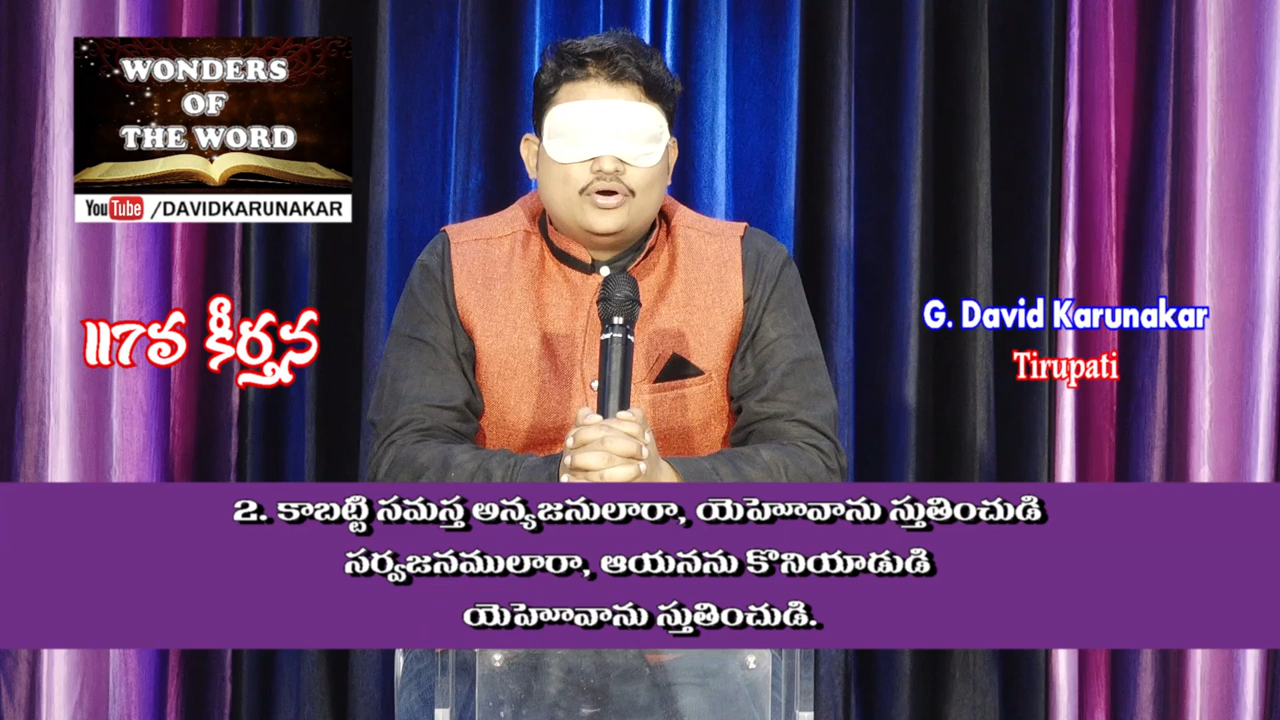 WONDERS
OF
THE WORD
YouTube /DAVIDKARUNAKAR
117వ కీర్తన
G. David Karunakar
Tirupati
2. కాబట్టి సమస్త అన్యజనులారా, యెహోవాను స్తుతించుడి
సర్వజనములారా, ఆయనను కొనియాడుడి
యెహోవాను స్తుతించుడి.